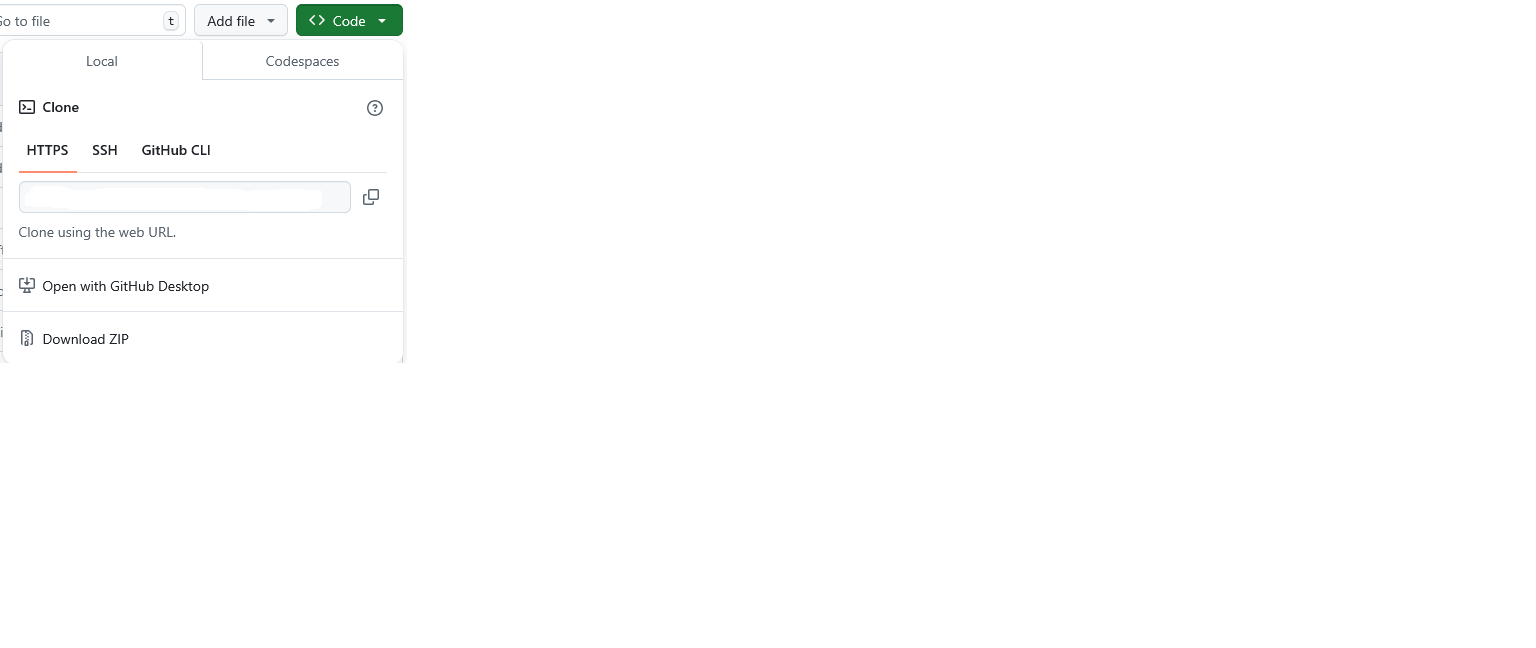 Go to file t Add file Code
Local Codespaces
Clone
HTTPS SSH GitHub CLI
Clone using the web URL.
Open with GitHub Desktop
Download ZIP